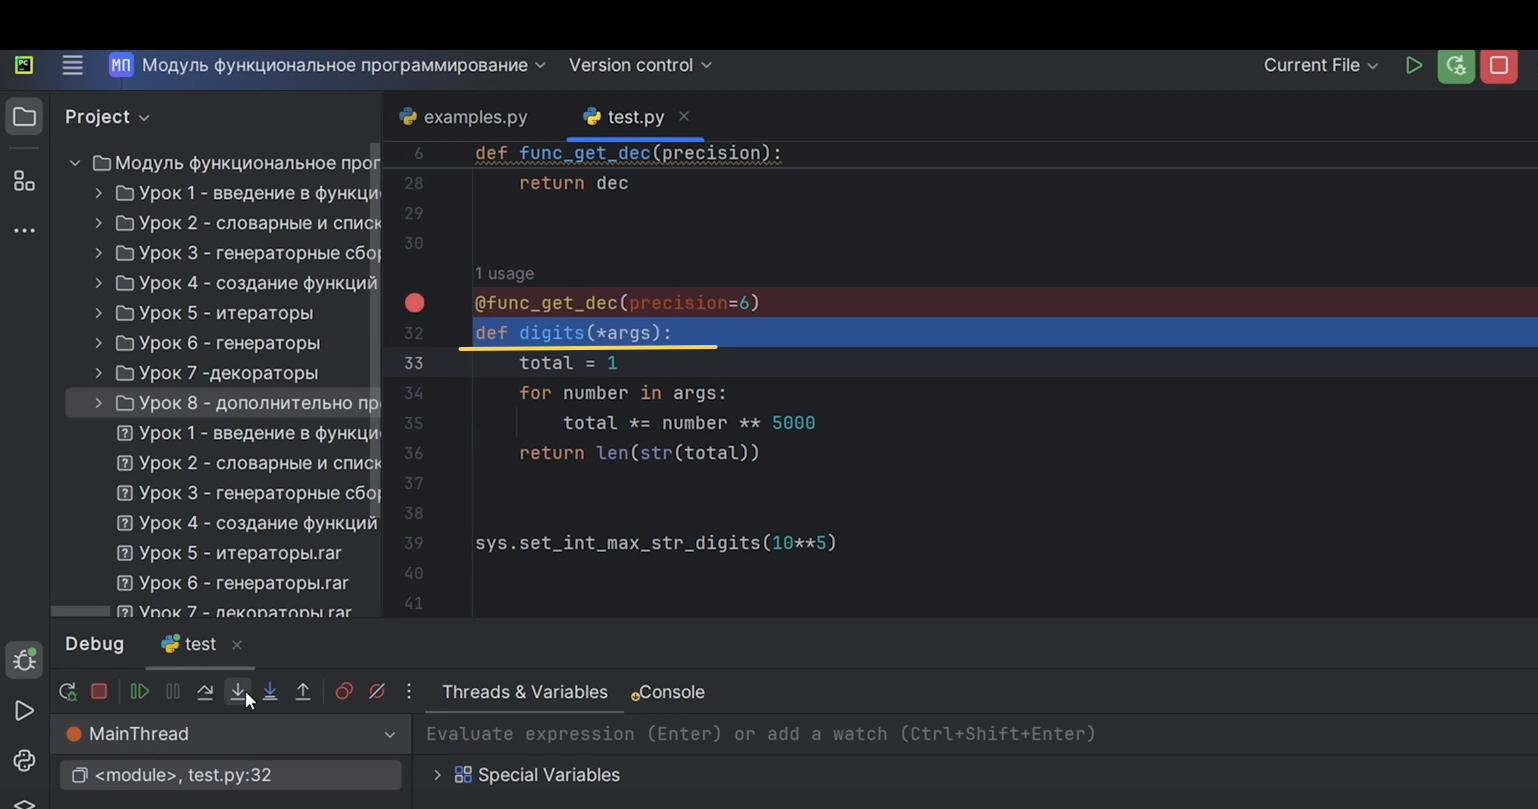 PC
МП Модуль функциональное программирование Version control Current File
Project
examples.py test.py
Модуль функциональное прог
Урок 1 - введение в функци
Урок 2 - словарные и списк
Урок 3 - генераторные сбор
Урок 4 - создание функций
Урок 5 - итераторы
Урок 6 - генераторы
Урок 7 -декораторы
Урок 8 - дополнительно пр
? Урок 1 - введение в функци
? Урок 2 - словарные и списк
? Урок 3 - генераторные сбор
? Урок 4 - создание функций
? Урок 5 - итераторы.rar
? Урок 6 - генераторы.rar
? Урок 7 - декораторы.rar
6 def func_get_dec(precision):
28 return dec
29
30
1 usage
@func_get_dec(precision=6)
32 def digits(*args):
33 total = 1
34 for number in args:
35 total *= number ** 5000
36 return len(str(total))
37
38
39 sys.set_int_max_str_digits(10**5)
40
41
Debug test
Threads & Variables Console
MainThread
Evaluate expression (Enter) or add a watch (Ctrl+Shift+Enter)
<module>, test.py:32
Special Variables